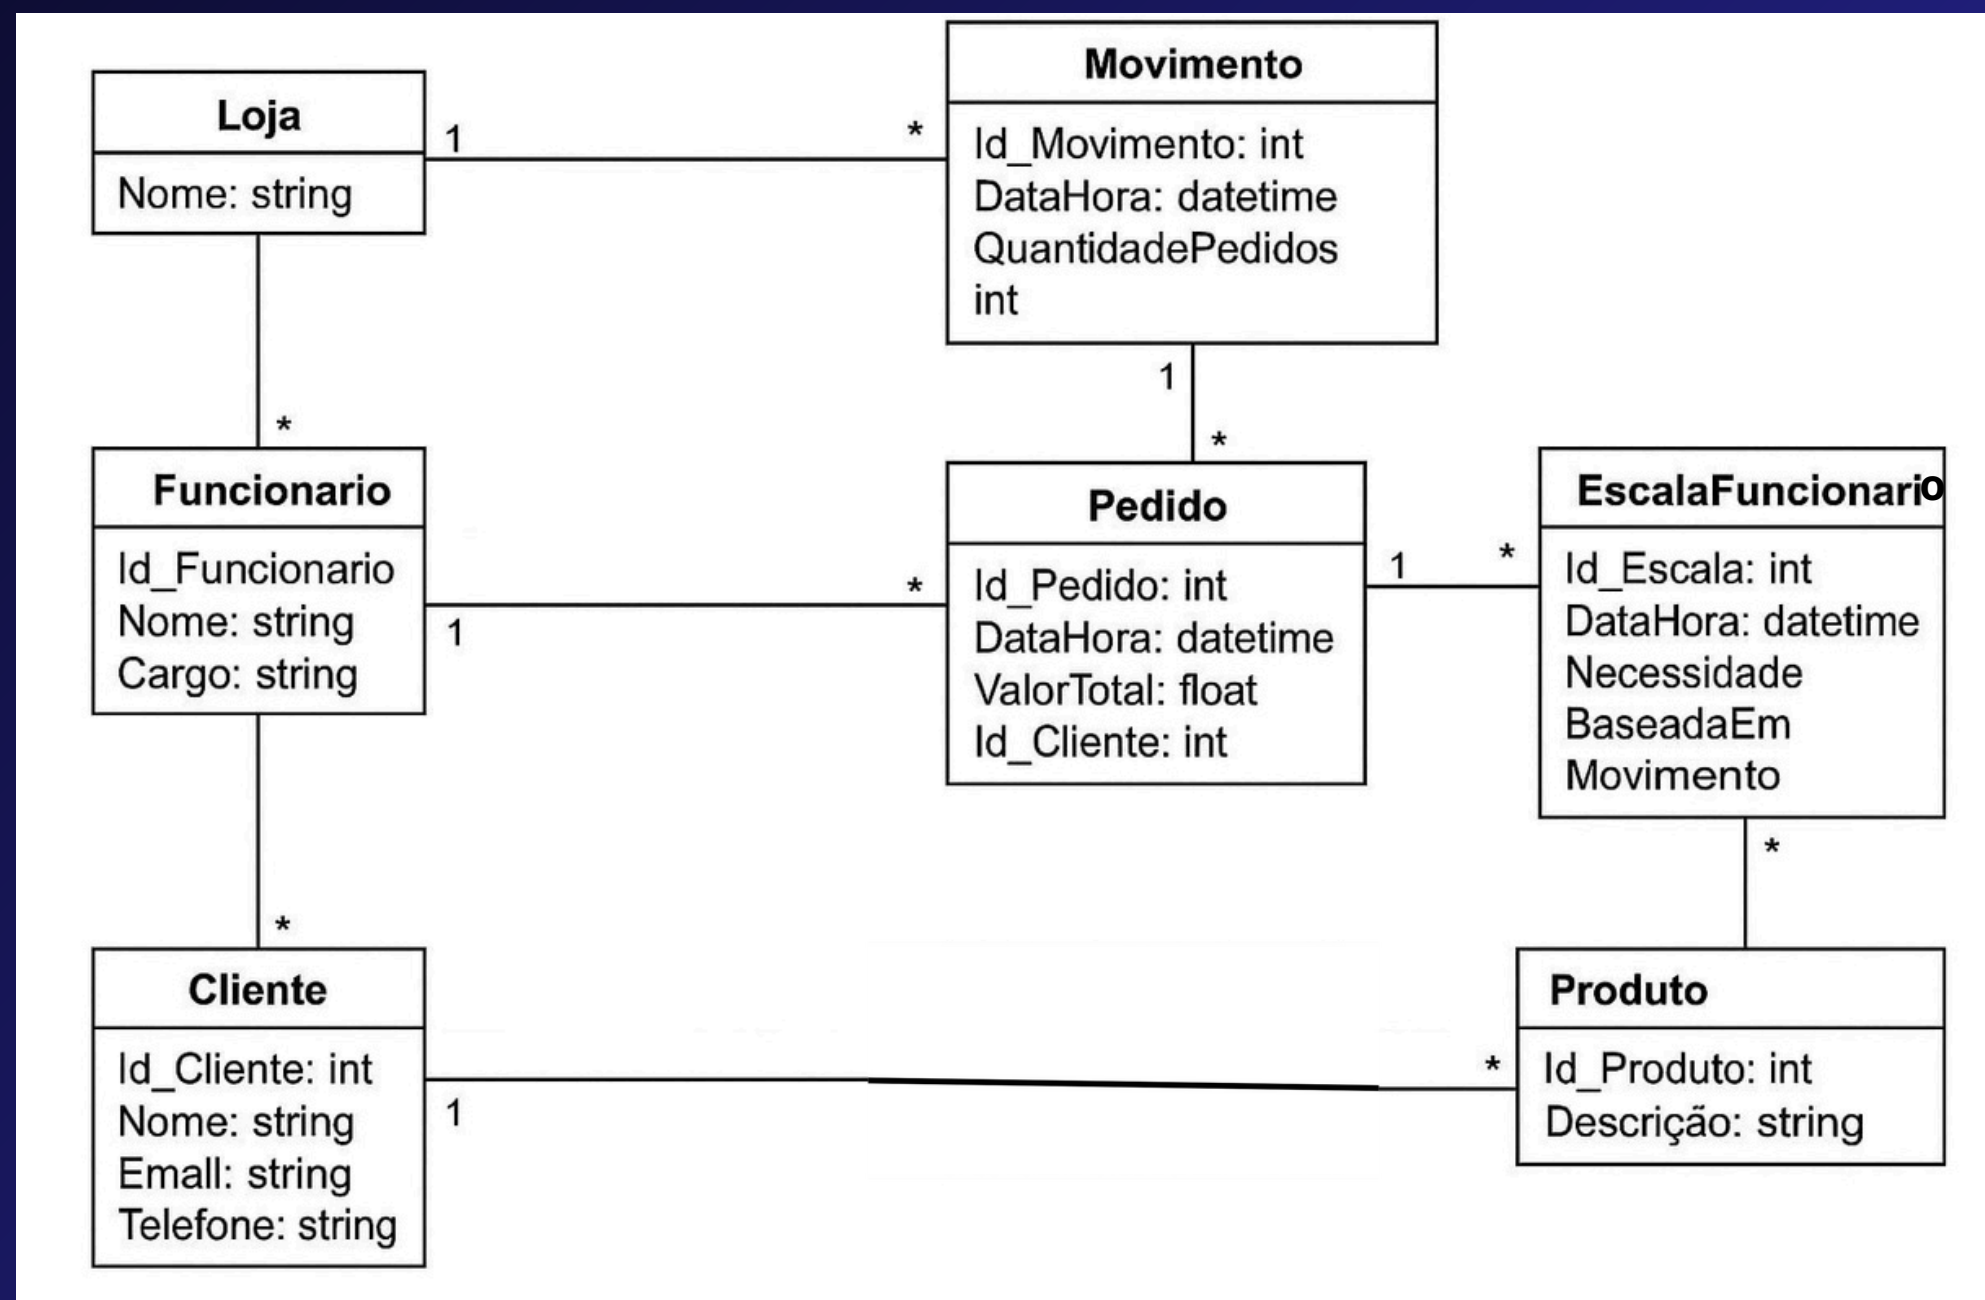 Loja
Nome: string
1
*
Movimento
Id_Movimento: int
DataHora: datetime
QuantidadePedidos
int
*
1
*
Funcionario
Id_Funcionario
Nome: string
Cargo: string
1
*
Pedido
Id_Pedido: int
DataHora: datetime
ValorTotal: float
Id_Cliente: int
1
*
EscalaFuncionario
Id_Escala: int
DataHora: datetime
Necessidade
BaseadaEm
Movimento
*
*
Cliente
Id_Cliente: int
Nome: string
Emall: string
Telefone: string
1
*
Produto
Id_Produto: int
Descrição: string